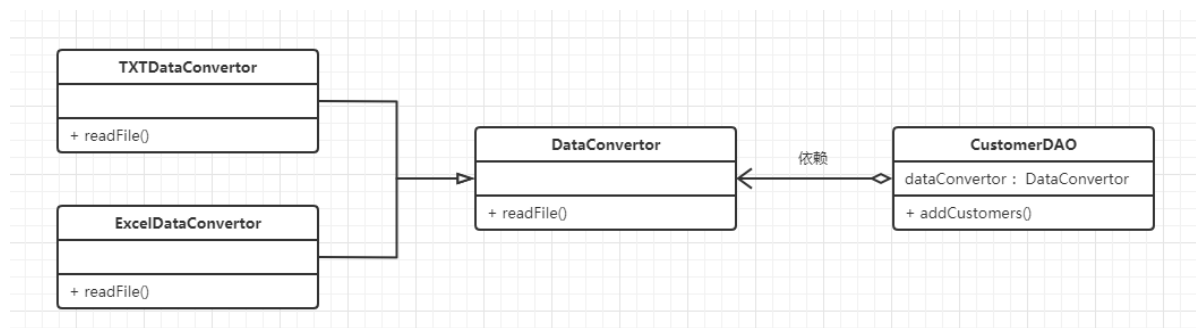 TXTDataConvertor
+ readFile()
ExcelDataConvertor
+ readFile()
DataConvertor
+ readFile()
依赖
CustomerDAO
dataConvertor： DataConvertor
+ addCustomers()